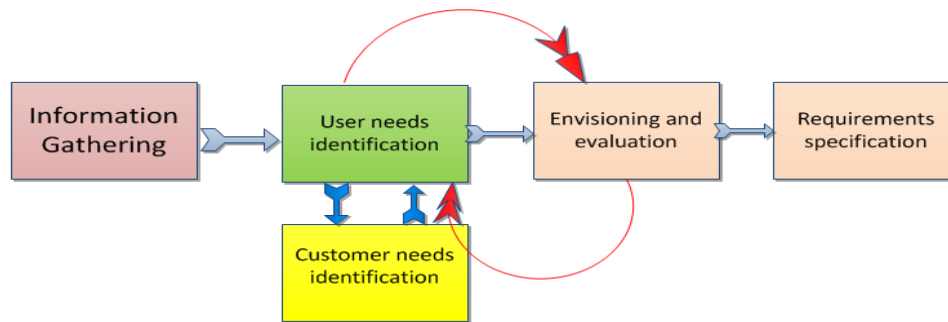 Information
Gathering
User needs
identification
Envisioning and
evaluation
Requirements
specification
Customer needs
identification